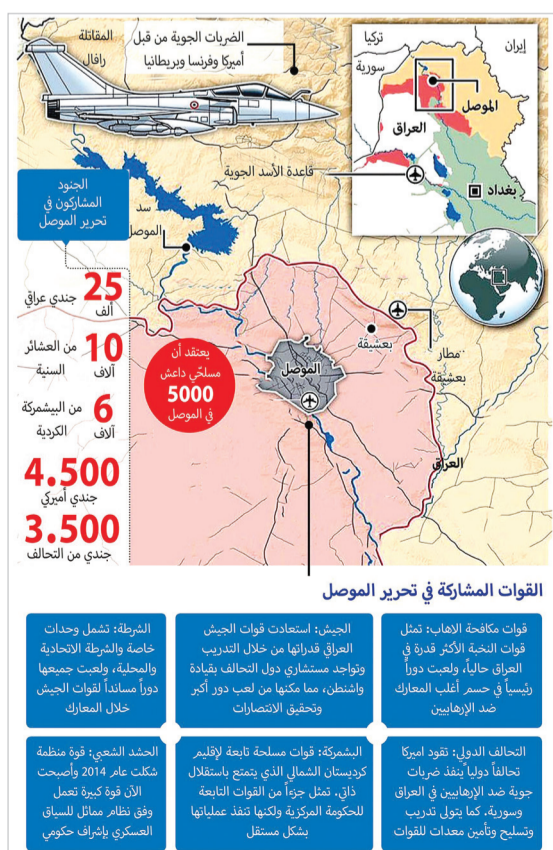 المقاتلة
رافال
الضربات الجوية من قبل
أميركا وفرنسا وبريطانيا
تركيا
إيران
سورية
الموصل
العراق
بغداد
قاعدة الأسد الجوية
الجنود
المشاركون في
تحرير الموصل
سد
الموصل
25 ألف جندي عراقي
10 آلاف من العشائر
السنية
6 آلاف من البيشمركة
الكردية
4.500
جندي أميركي
3.500
جندي من التحالف
يعتقد أن
مسلحّي داعش
5000
في الموصل
الموصل
بعشيقة
مطار
بعشيقة
العراق
القوات المشاركة في تحرير الموصل
قوات مكافحة الاهاب: تمثل
قوات النخبة الأكثر قدرة في
العراق حالياً، ولعبت دوراً
رئيسياً في حسم أغلب المعارك
ضد الإرهابيين
الجيش: استعادت قوات الجيش
العراقي قدراتها من خلال التدريب
وتواجد مستشاري دول التحالف بقيادة
واشنطن، مما مكنها من لعب دور أكبر
وتحقيق الانتصارات
الشرطة: تشمل وحدات
خاصة والشرطة الاتحادية
والمحلية، ولعبت جميعها
دوراً مسانداً لقوات الجيش
خلال المعارك
التحالف الدولي: تقود اميركا
تحالفاً دولياً ينفذ ضربات
جوية ضد الإرهابيين في العراق
وسورية. كما يتولى تدريب
وتسليح وتأمين معدات للقوات
البشمركة: قوات مسلحة تابعة لإقليم
كرديستان الشمالي الذي يتمتع باستقلال
ذاتي. تمثل جزءاً من القوات التابعة
للحكومة المركزية ولكنها تنفذ عملياتها
بشكل مستقل
الحشد الشعبي: قوة منظمة
شكلت عام 2014 وأصبحت
الآن قوة كبيرة تعمل
وفق نظام مماثل للسياق
العسكري بإشراف حكومي